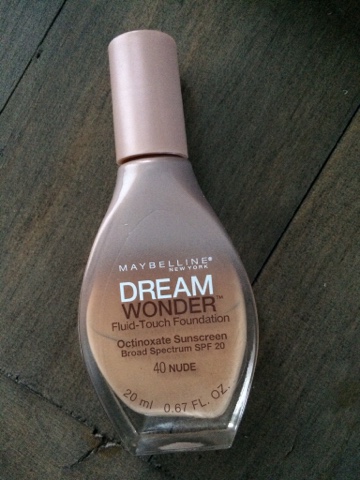 MAYBELLINE®
NEW YORK
DREAM
WONDER™
Fluid-Touch Foundation
Octinoxate Sunscreen
Broad Spectrum SPF 20
40 NUDE
20 ml 0.67 FL. OZ.